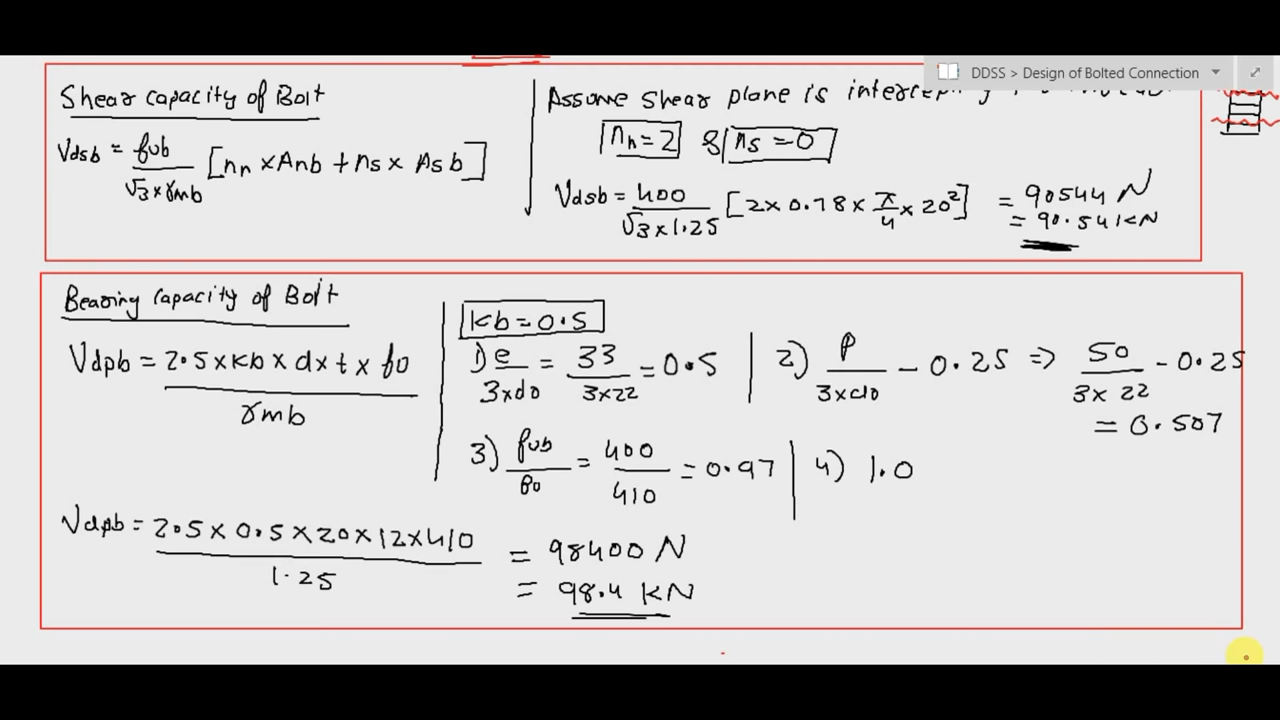 DDSS > Design of Bolted Connection
Shear capacity of Bolt
Vdsb = fub / √3 × γmb [nn × Anb + ns × Asb]
Assume shear plane is
nn = 2 & ns = 0
Vdsb = 400 / √3 × 1.25 [2 × 0.78 × π/4 × 20²] = 90544 N
= 90.54 KN
Bearing capacity of Bolt
Vdpb = 2.5 × Kb × d × t × fu / γmb
Kb = 0.5
1) e / 3×do = 33 / 3×22 = 0.5
2) P / 3×do - 0.25 ⇒ 50 / 3×22 - 0.25
= 0.507
3) fub / fu = 400 / 410 = 0.97
4) 1.0
Vdpb = 2.5 × 0.5 × 20 × 12 × 410 / 1.25 = 98400 N
= 98.4 KN